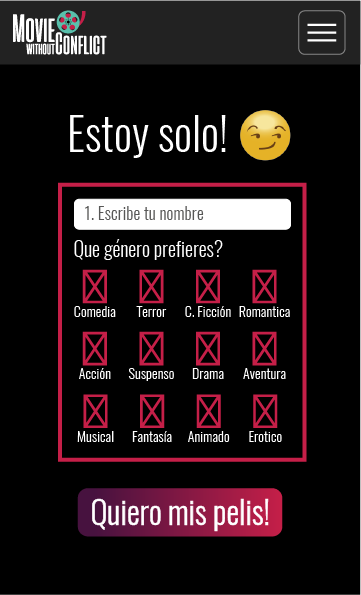 MOVIE
WITHOUT CONFLICT
Estoy solo!
1. Escribe tu nombre
Que género prefieres?
Comedia Terror C. Ficción Romantica
Acción Suspenso Drama Aventura
Musical Fantasía Animado Erotico
Quiero mis pelis!